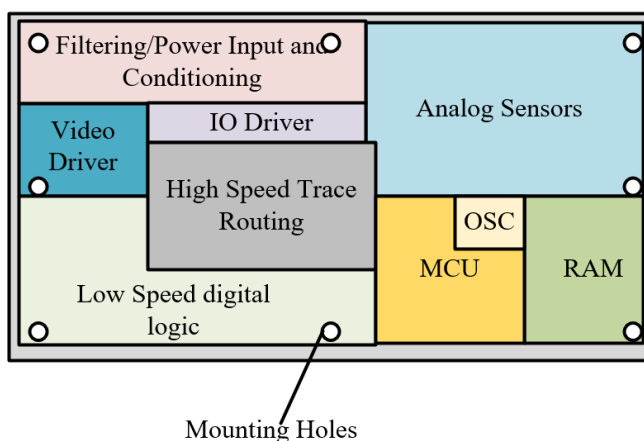 Filtering/Power Input and
Conditioning
Analog Sensors
Video
Driver
IO Driver
High Speed Trace
Routing
OSC
MCU
RAM
Low Speed digital
logic
Mounting Holes